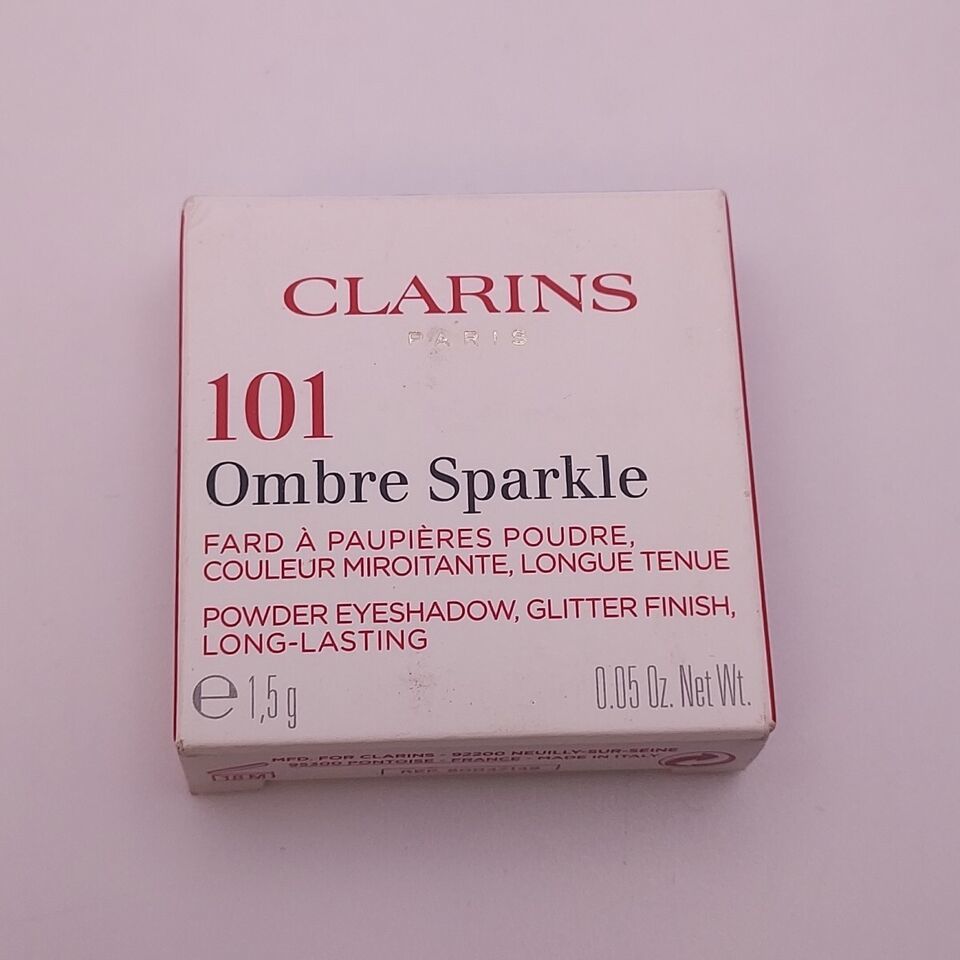 CLARINS
PARIS
101
Ombre Sparkle
FARD À PAUPIÈRES POUDRE,
COULEUR MIROITANTE, LONGUE TENUE
POWDER EYESHADOW, GLITTER FINISH,
LONG-LASTING
℮ 1,5 g 0.05 Oz. Net Wt.
MFD. FOR CLARINS - 92200 NEUILLY-SUR-SEINE
95300 PONTOISE - FRANCE - MADE IN ITALY
18 M
REF.